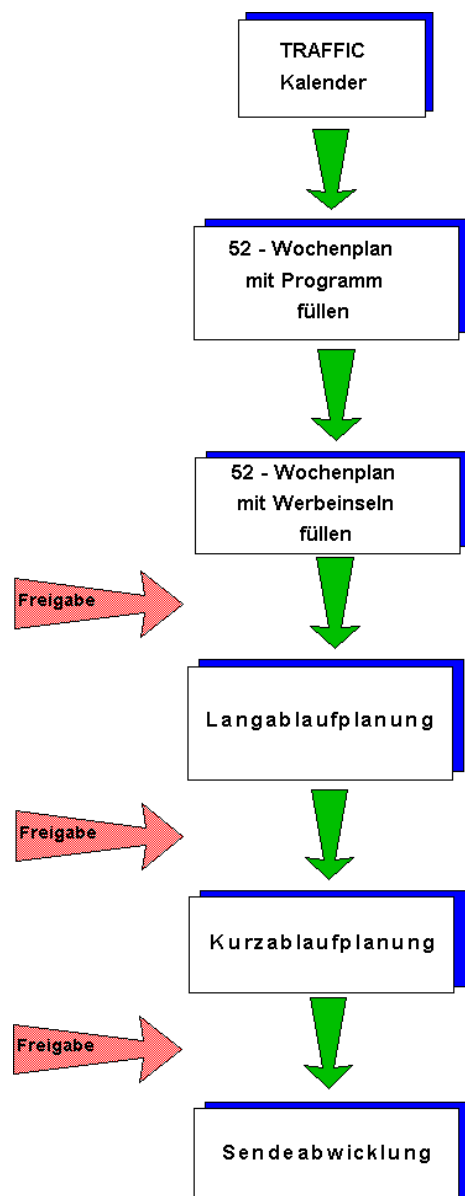 TRAFFIC
Kalender
52 - Wochenplan
mit Programm
füllen
52 - Wochenplan
mit Werbeinseln
füllen
Freigabe
Langablaufplanung
Freigabe
Kurzablaufplanung
Freigabe
Sendeabwicklung